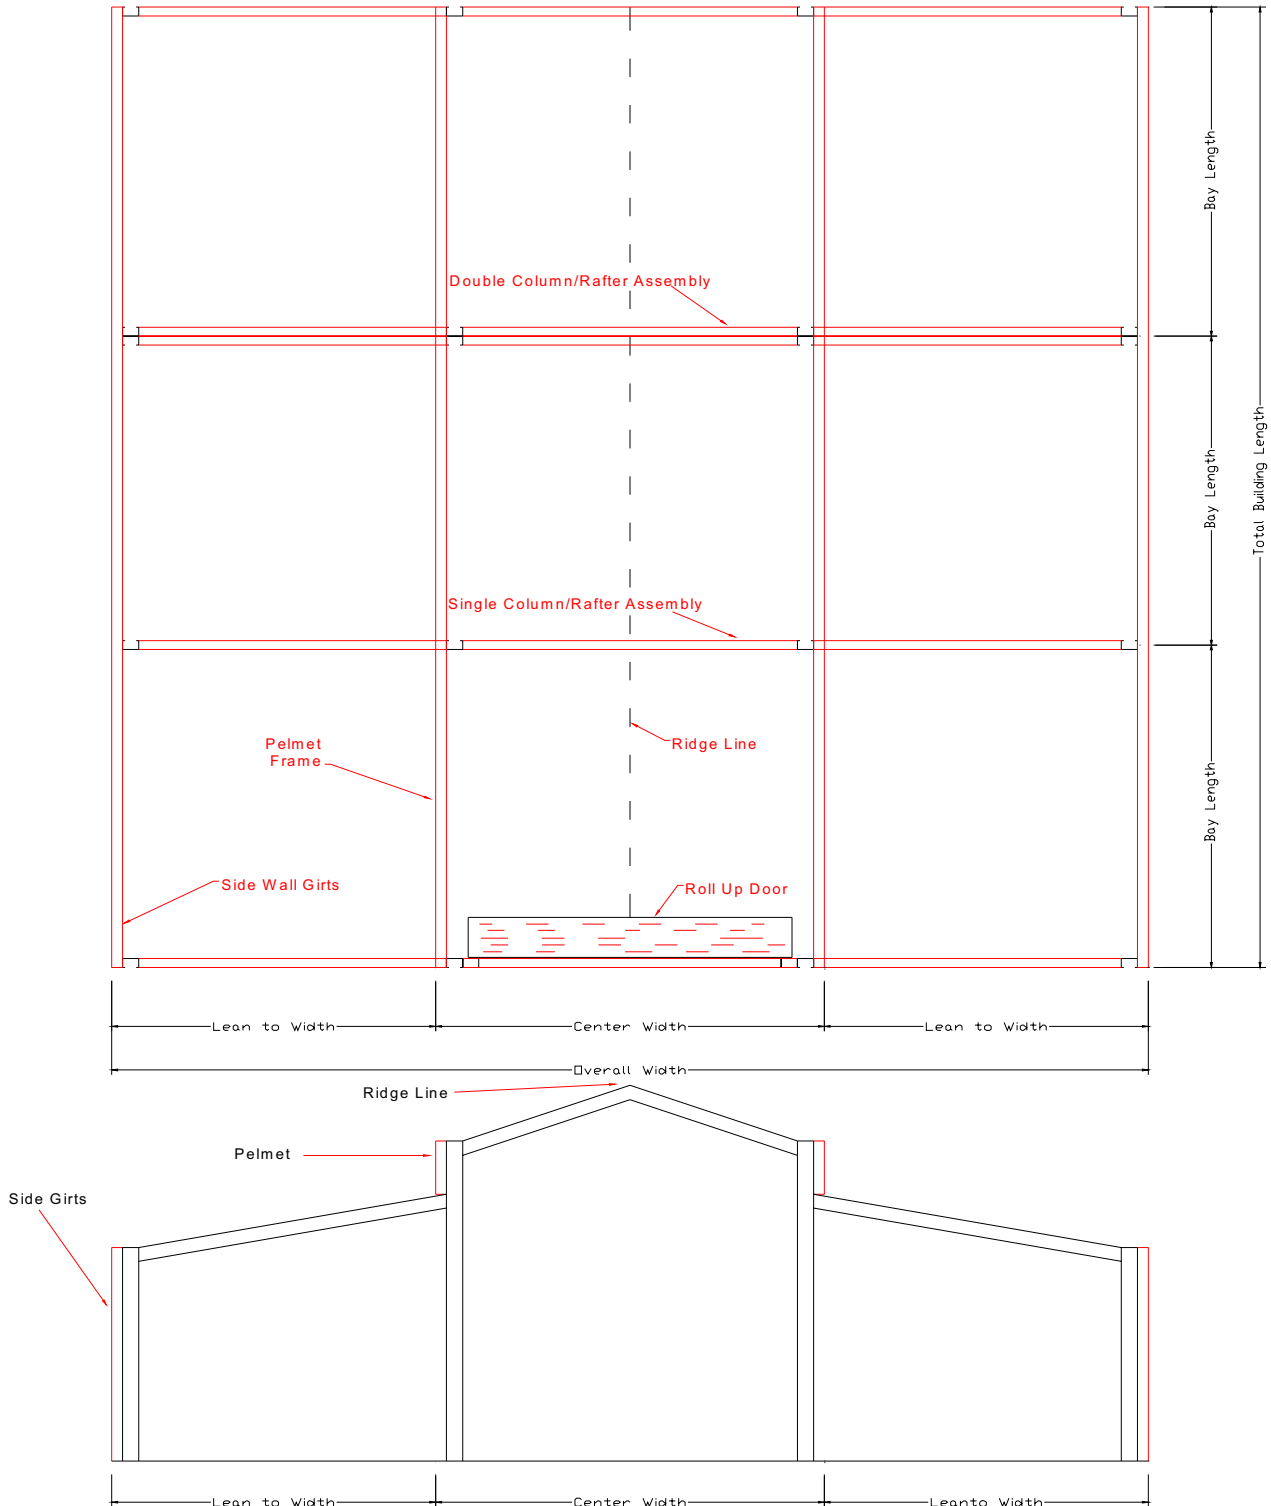 Bay Length
Double Column/Rafter Assembly
Bay Length
Total Building Length
Single Column/Rafter Assembly
Pelmet
Frame
Ridge Line
Bay Length
Side Wall Girts
Roll Up Door
Lean to Width
Center Width
Lean to Width
Overall Width
Ridge Line
Pelmet
Side Girts
Lean to Width
Center Width
Leanto Width